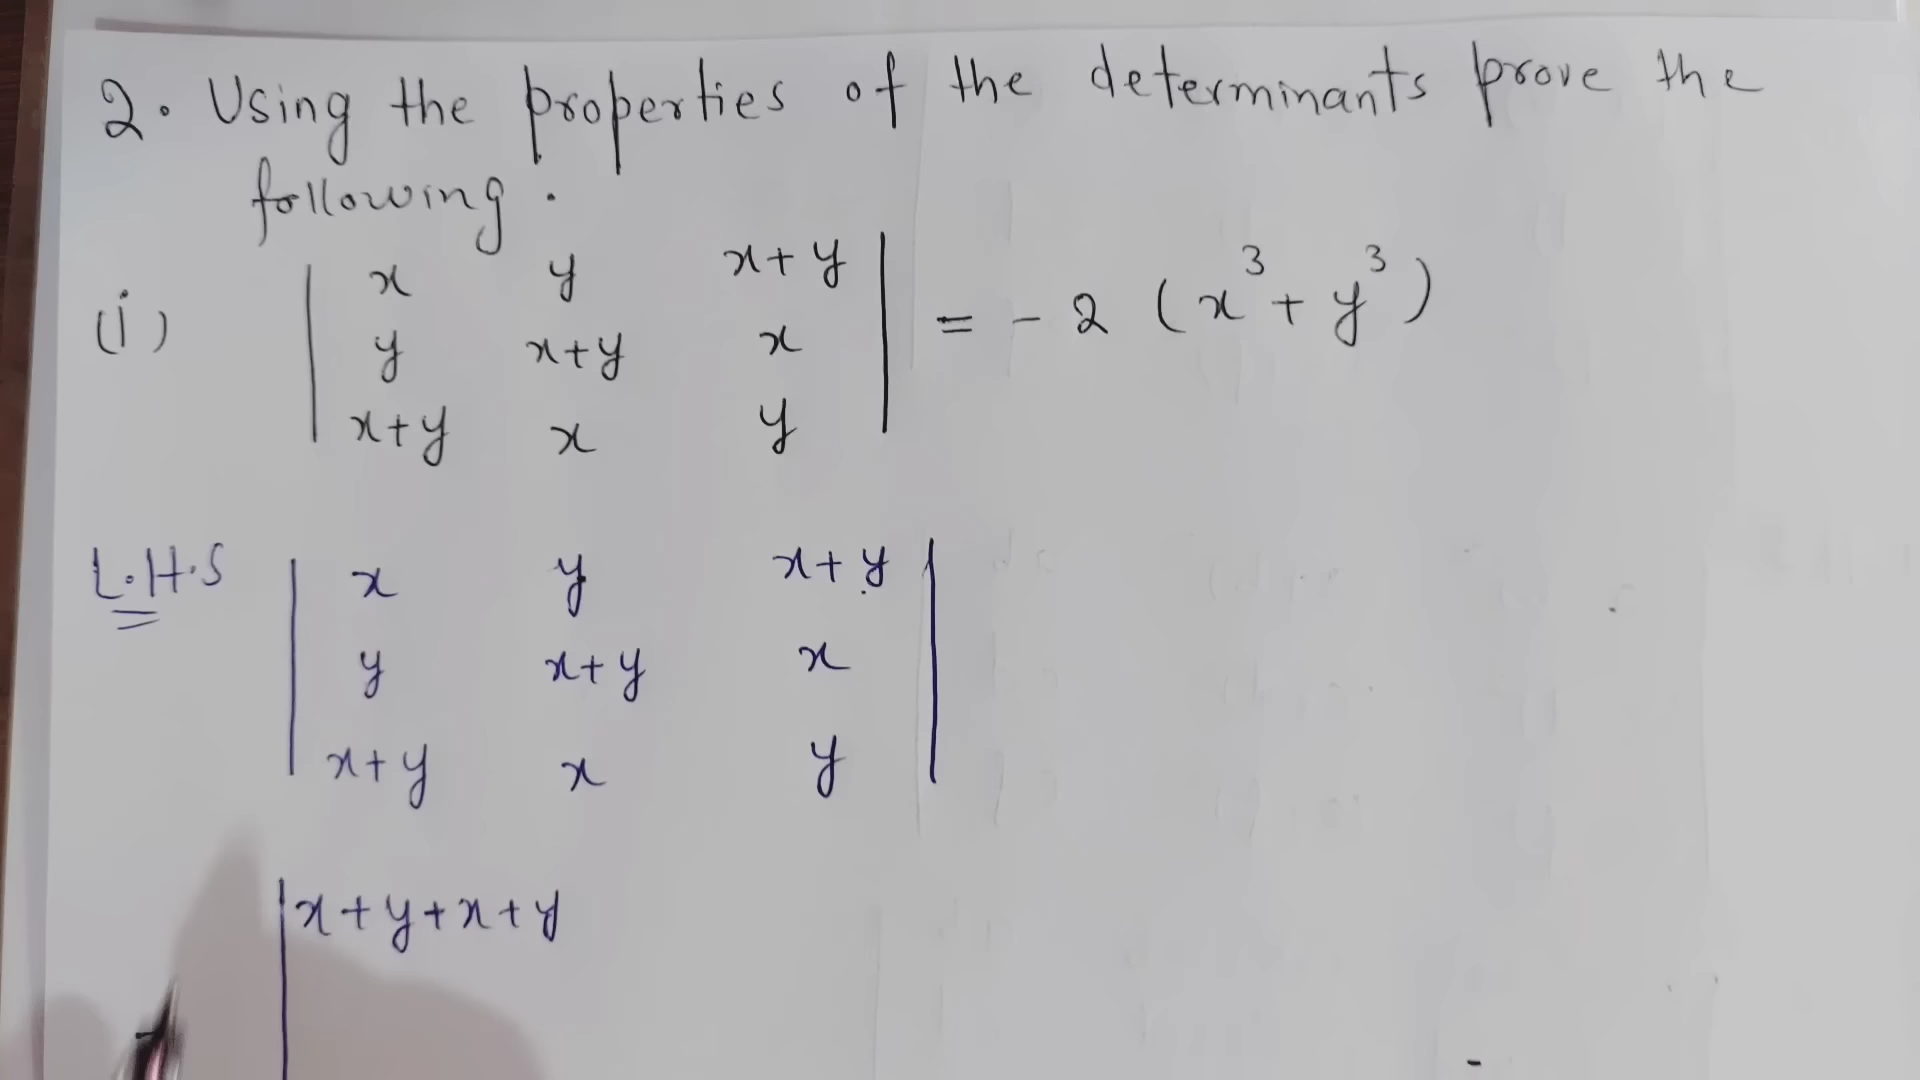 2. Using the properties of the determinants prove the
following.
(i) | x y x+y | = -2 (x³+y³)
y x+y x
x+y x y
L.H.S | x y x+y |
y x+y x
x+y x y
|x+y+x+y